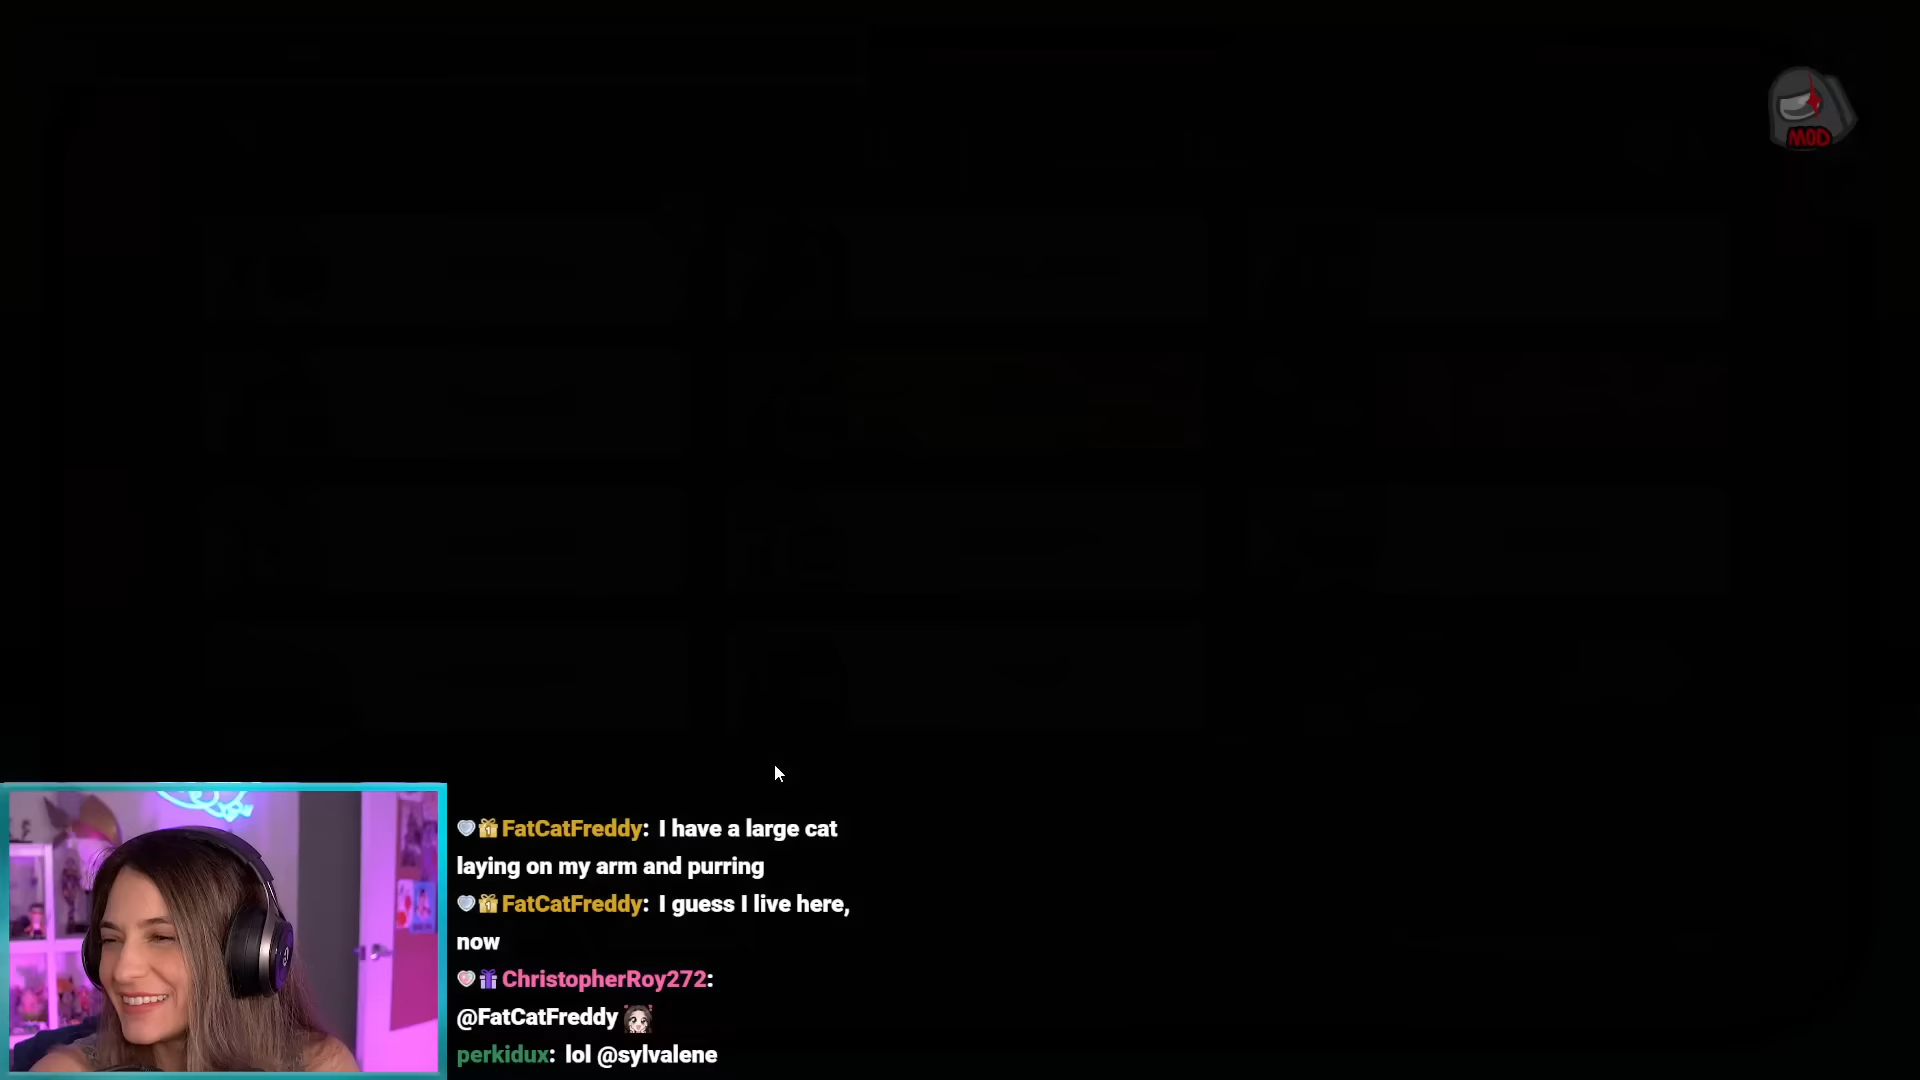 MOD
FatCatFreddy: I have a large cat
laying on my arm and purring
FatCatFreddy: I guess I live here,
now
ChristopherRoy272:
@FatCatFreddy
perkidux: lol @sylvalene